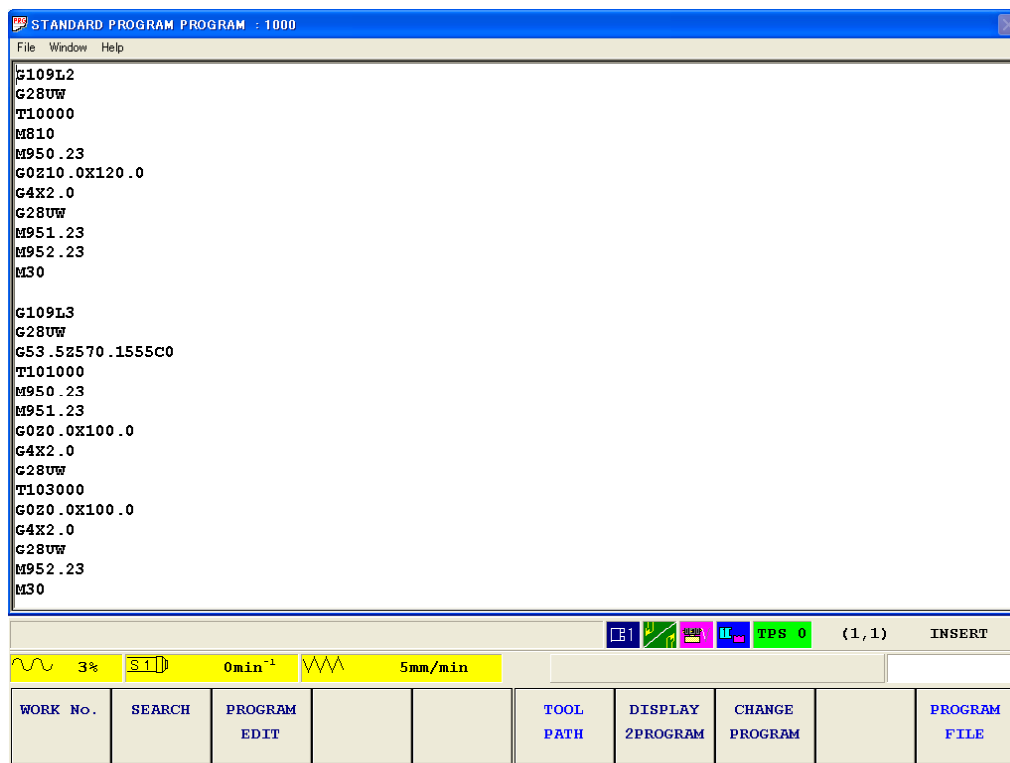 PRG STANDARD PROGRAM PROGRAM : 1000
File Window Help
G109L2
G28UW
T10000
M810
M950.23
G0Z10.0X120.0
G4X2.0
G28UW
M951.23
M952.23
M30
G109L3
G28UW
G53.5Z570.1555C0
T101000
M950.23
M951.23
G0Z0.0X100.0
G4X2.0
G28UW
T103000
G0Z0.0X100.0
G4X2.0
G28UW
M952.23
M30
1 TPS 0 (1,1) INSERT
3% S1 0min⁻¹ 5mm/min
WORK No. SEARCH PROGRAM EDIT TOOL PATH DISPLAY 2PROGRAM CHANGE PROGRAM PROGRAM FILE